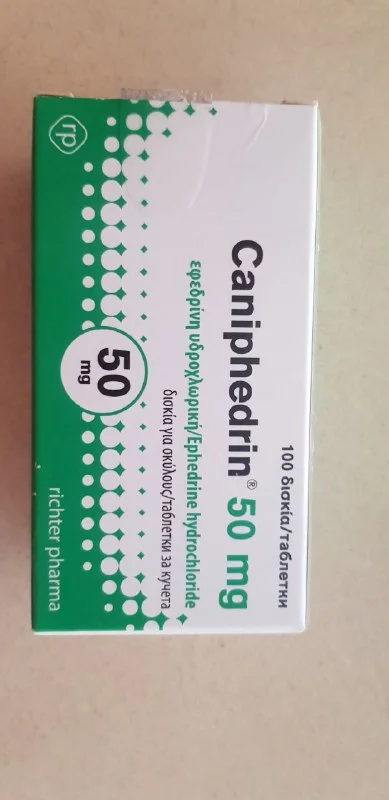 100 δισκία/таблетки
Caniphedrin® 50 mg
εφεδρίνη υδροχλωρική/Ephedrine hydrochloride
δισκία για σκύλους/таблетки за кучета
50
mg
rp
richter pharma